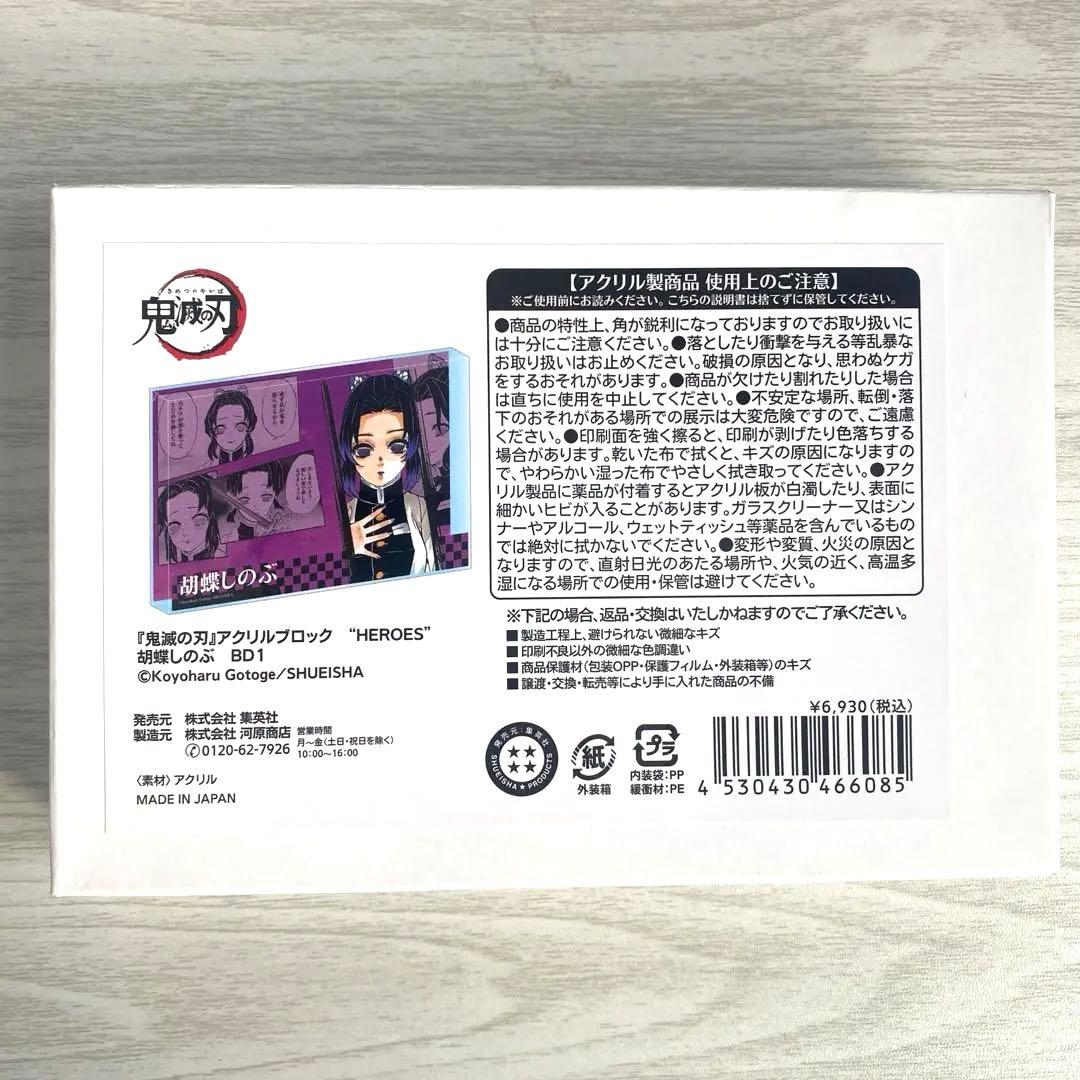 きめつのやいば
鬼滅の刃
胡蝶しのぶ
『鬼滅の刃』アクリルブロック “HEROES”
胡蝶しのぶ BD1
©Koyoharu Gotoge/SHUEISHA
発売元 株式会社 集英社
製造元 株式会社 河原商店
✆0120-62-7926
営業時間
月〜金(土日・祝日を除く)
10:00〜16:00
〈素材〉アクリル
MADE IN JAPAN
【アクリル製商品 使用上のご注意】
※ご使用前にお読みください。こちらの説明書は捨てずに保管してください。
●商品の特性上、角が鋭利になっておりますのでお取り扱いに
は十分にご注意ください。●落としたり衝撃を与える等乱暴な
お取り扱いはお止めください。破損の原因となり、思わぬケガ
をするおそれがあります。●商品が欠けたり割れたりした場合
は直ちに使用を中止してください。●不安定な場所、転倒・落
下のおそれがある場所での展示は大変危険ですので、ご遠慮
ください。●印刷面を強く擦ると、印刷が剥げたり色落ちする
場合があります。乾いた布で拭くと、キズの原因になりますの
で、やわらかい湿った布でやさしく拭き取ってください。●アク
リル製品に薬品が付着するとアクリル板が白濁したり、表面に
細かいヒビが入ることがあります。ガラスクリーナー又はシン
ナーやアルコール、ウェットティッシュ等薬品を含んでいるもの
では絶対に拭かないでください。●変形や変質、火災の原因と
なりますので、直射日光のあたる場所や、火気の近く、高温多
湿になる場所での使用・保管は避けてください。
※下記の場合、返品・交換はいたしかねますのでご了承ください。
■製造工程上、避けられない微細なキズ
■印刷不良以外の微細な色調違い
■商品保護材(包装OPP・保護フィルム・外装箱等)のキズ
■譲渡・交換・転売等により手に入れた商品の不備
¥6,930(税込)
発売元:集英社
SHUEISHA★PRODUCTS
紙
外装箱
プラ
内装袋:PP
緩衝材:PE
4 530430 466085